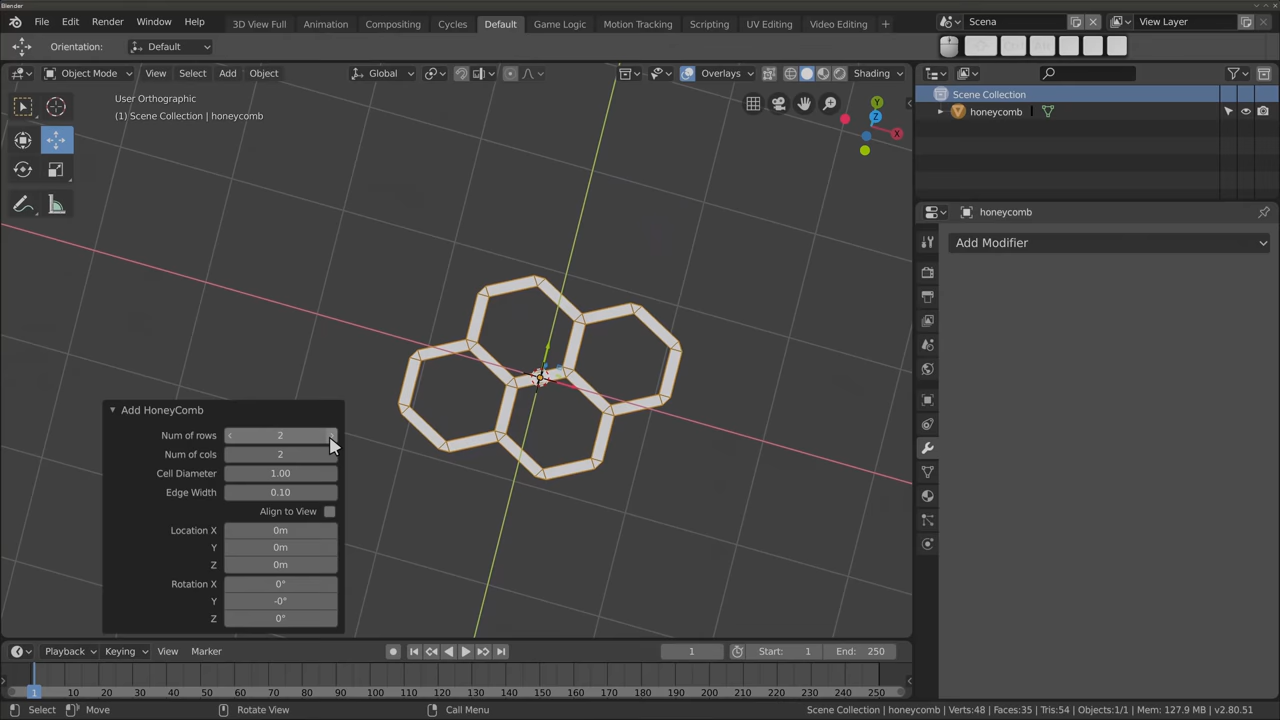 Blender
File Edit Render Window Help
3D View Full Animation Compositing Cycles Default Game Logic Motion Tracking Scripting UV Editing Video Editing +
Scena
View Layer
Orientation: Default
Object Mode View Select Add Object
Global
Overlays
Shading
User Orthographic
(1) Scene Collection | honeycomb
Y
Z
X
Scene Collection
honeycomb
honeycomb
Add Modifier
Add HoneyComb
Num of rows 2
Num of cols 2
Cell Diameter 1.00
Edge Width 0.10
Align to View
Location X 0m
Y 0m
Z 0m
Rotation X 0°
Y -0°
Z 0°
Playback Keying View Marker
1
Start: 1
End: 250
1 10 20 30 40 50 60 70 80 90 100 110 120 130 140 150 160 170 180 190 200 210 220 230 240 250
Select Move Rotate View Call Menu
Scene Collection | honeycomb | Verts:48 | Faces:35 | Tris:54 | Objects:1/1 | Mem: 127.9 MB | v2.80.51